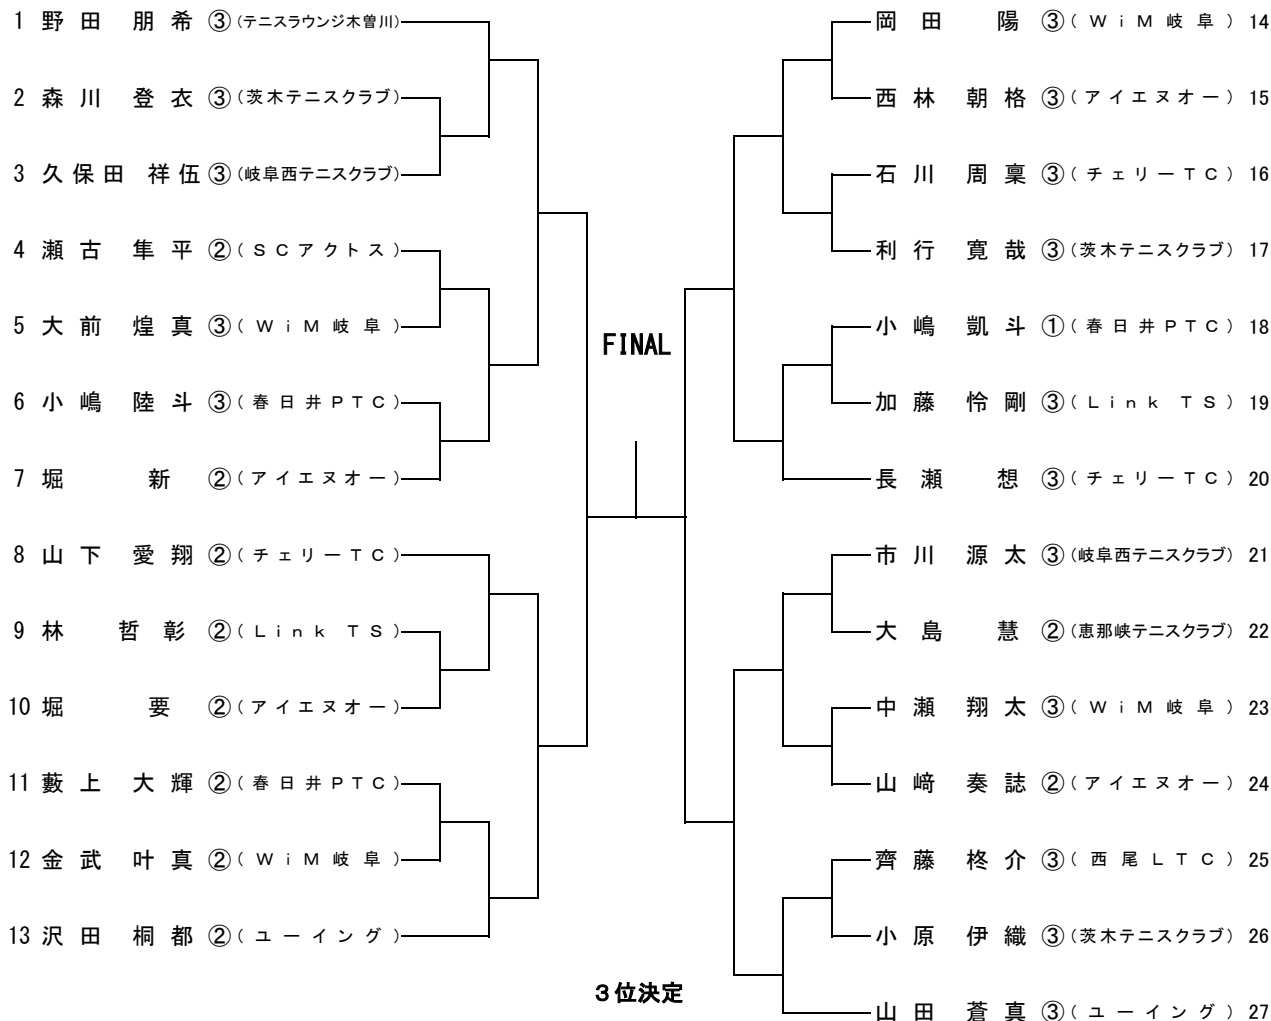 1 野田 朋希 ③(テニスラウンジ木曽川)
2 森川 登衣 ③(茨木テニスクラブ)
3 久保田 祥伍 ③(岐阜西テニスクラブ)
4 瀬古 隼平 ②(SCアクトス)
5 大前 煌真 ③(WiM岐阜)
6 小嶋 陸斗 ③(春日井PTC)
7 堀 新 ②(アイエヌオー)
8 山下 愛翔 ②(チェリーTC)
9 林 哲彰 ②(Link TS)
10 堀 要 ②(アイエヌオー)
11 藪上 大輝 ②(春日井PTC)
12 金武 叶真 ②(WiM岐阜)
13 沢田 桐都 ②(ユーイング)
FINAL
3位決定
岡田 陽 ③(WiM岐阜) 14
西林 朝格 ③(アイエヌオー) 15
石川 周稟 ③(チェリーTC) 16
利行 寛哉 ③(茨木テニスクラブ) 17
小嶋 凱斗 ①(春日井PTC) 18
加藤 怜剛 ③(Link TS) 19
長瀬 想 ③(チェリーTC) 20
市川 源太 ③(岐阜西テニスクラブ) 21
大島 慧 ②(恵那峡テニスクラブ) 22
中瀬 翔太 ③(WiM岐阜) 23
山﨑 奏誌 ②(アイエヌオー) 24
齊藤 柊介 ③(西尾LTC) 25
小原 伊織 ③(茨木テニスクラブ) 26
山田 蒼真 ③(ユーイング) 27